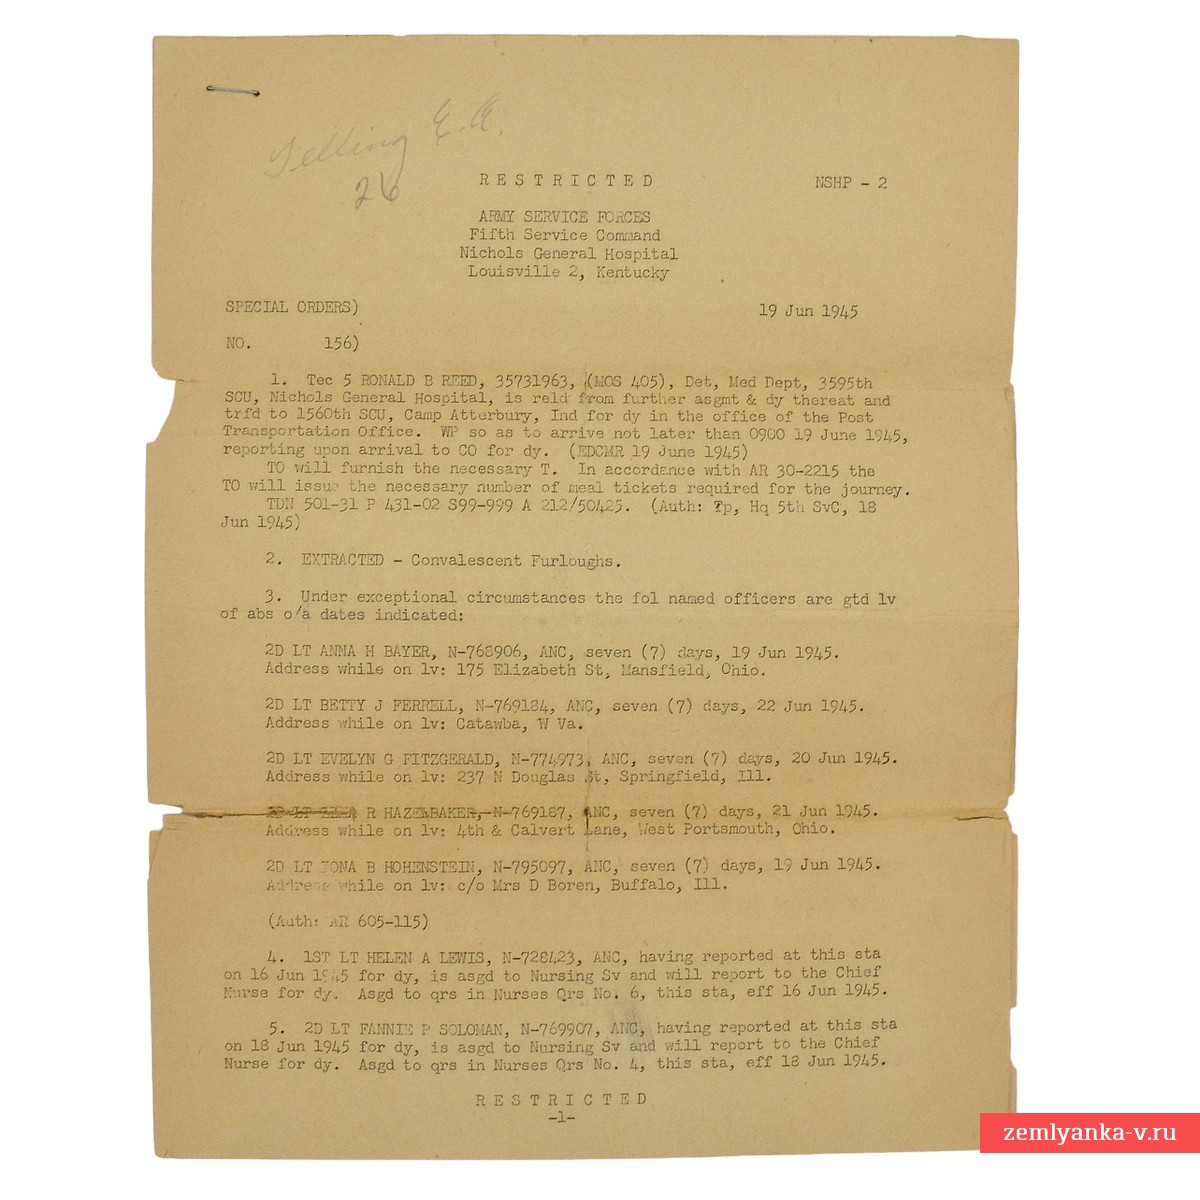 E. A.
26
R E S T R I C T E D NSHP - 2
ARMY SERVICE FORCES
Fifth Service Command
Nichols General Hospital
Louisville 2, Kentucky
SPECIAL ORDERS) 19 Jun 1945
NO. 156)
1. Tec 5 RONALD B REED, 35731963, (MOS 405), Det, Med Dept, 3595th
SCU, Nichols General Hospital, is reld from further asgmt & dy thereat and
trfd to 1560th SCU, Camp Atterbury, Ind for dy in the office of the Post
Transportation Office. WP so as to arrive not later than 0900 19 June 1945,
reporting upon arrival to CO for dy. (EDCMR 19 June 1945)
TO will furnish the necessary T. In accordance with AR 30-2215 the
TO will issue the necessary number of meal tickets required for the journey.
TDN 501-31 P 431-02 S99-999 A 212/50425. (Auth: Tp, Hq 5th SvC, 18
Jun 1945)
2. EXTRACTED - Convalescent Furloughs.
3. Under exceptional circumstances the fol named officers are gtd lv
of abs o/a dates indicated:
2D LT ANNA H BAYER, N-768906, ANC, seven (7) days, 19 Jun 1945.
Address while on lv: 175 Elizabeth St, Mansfield, Ohio.
2D LT BETTY J FERRELL, N-769184, ANC, seven (7) days, 22 Jun 1945.
Address while on lv: Catawba, W Va.
2D LT EVELYN G FITZGERALD, N-774973, ANC, seven (7) days, 20 Jun 1945.
Address while on lv: 237 N Douglas St, Springfield, Ill.
2D LT R HAZENBAKER, N-769187, ANC, seven (7) days, 21 Jun 1945.
Address while on lv: 4th & Calvert Lane, West Portsmouth, Ohio.
2D LT IONA B HOHENSTEIN, N-795097, ANC, seven (7) days, 19 Jun 1945.
Address while on lv: c/o Mrs D Boren, Buffalo, Ill.
(Auth: AR 605-115)
4. 1ST LT HELEN A LEWIS, N-728423, ANC, having reported at this sta
on 16 Jun 1945 for dy, is asgd to Nursing Sv and will report to the Chief
Nurse for dy. Asgd to qrs in Nurses Qrs No. 6, this sta, eff 16 Jun 1945.
5. 2D LT FANNIE P SOLOMAN, N-769907, ANC, having reported at this sta
on 18 Jun 1945 for dy, is asgd to Nursing Sv and will report to the Chief
Nurse for dy. Asgd to qrs in Nurses Qrs No. 4, this sta, eff 18 Jun 1945.
R E S T R I C T E D
-1-
zemlyanka-v.ru